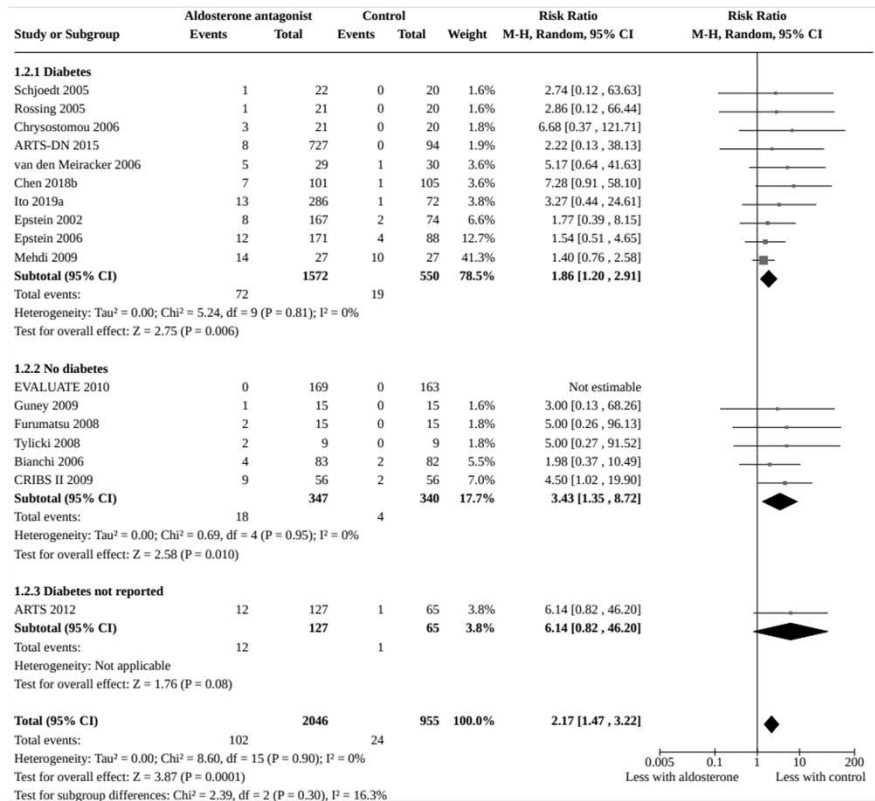 Aldosterone antagonist Control Risk Ratio Risk Ratio
Study or Subgroup Events Total Events Total Weight M-H, Random, 95% CI M-H, Random, 95% CI
1.2.1 Diabetes
Schjoedt 2005 1 22 0 20 1.6% 2.74 [0.12 , 63.63]
Rossing 2005 1 21 0 20 1.6% 2.86 [0.12 , 66.44]
Chrysostomou 2006 3 21 0 20 1.8% 6.68 [0.37 , 121.71]
ARTS-DN 2015 8 727 0 94 1.9% 2.22 [0.13 , 38.13]
van den Meiracker 2006 5 29 1 30 3.6% 5.17 [0.64 , 41.63]
Chen 2018b 7 101 1 105 3.6% 7.28 [0.91 , 58.10]
Ito 2019a 13 286 1 72 3.8% 3.27 [0.44 , 24.61]
Epstein 2002 8 167 2 74 6.6% 1.77 [0.39 , 8.15]
Epstein 2006 12 171 4 88 12.7% 1.54 [0.51 , 4.65]
Mehdi 2009 14 27 10 27 41.3% 1.40 [0.76 , 2.58]
Subtotal (95% CI) 1572 550 78.5% 1.86 [1.20 , 2.91]
Total events: 72 19
Heterogeneity: Tau² = 0.00; Chi² = 5.24, df = 9 (P = 0.81); I² = 0%
Test for overall effect: Z = 2.75 (P = 0.006)
1.2.2 No diabetes
EVALUATE 2010 0 169 0 163 Not estimable
Guney 2009 1 15 0 15 1.6% 3.00 [0.13 , 68.26]
Furumatsu 2008 2 15 0 15 1.8% 5.00 [0.26 , 96.13]
Tylicki 2008 2 9 0 9 1.8% 5.00 [0.27 , 91.52]
Bianchi 2006 4 83 2 82 5.5% 1.98 [0.37 , 10.49]
CRIBS II 2009 9 56 2 56 7.0% 4.50 [1.02 , 19.90]
Subtotal (95% CI) 347 340 17.7% 3.43 [1.35 , 8.72]
Total events: 18 4
Heterogeneity: Tau² = 0.00; Chi² = 0.69, df = 4 (P = 0.95); I² = 0%
Test for overall effect: Z = 2.58 (P = 0.010)
1.2.3 Diabetes not reported
ARTS 2012 12 127 1 65 3.8% 6.14 [0.82 , 46.20]
Subtotal (95% CI) 127 65 3.8% 6.14 [0.82 , 46.20]
Total events: 12 1
Heterogeneity: Not applicable
Test for overall effect: Z = 1.76 (P = 0.08)
Total (95% CI) 2046 955 100.0% 2.17 [1.47 , 3.22]
Total events: 102 24
Heterogeneity: Tau² = 0.00; Chi² = 8.60, df = 15 (P = 0.90); I² = 0%
Test for overall effect: Z = 3.87 (P = 0.0001)
Test for subgroup differences: Chi² = 2.39, df = 2 (P = 0.30), I² = 16.3%
0.005 0.1 1 10 200
Less with aldosterone Less with control